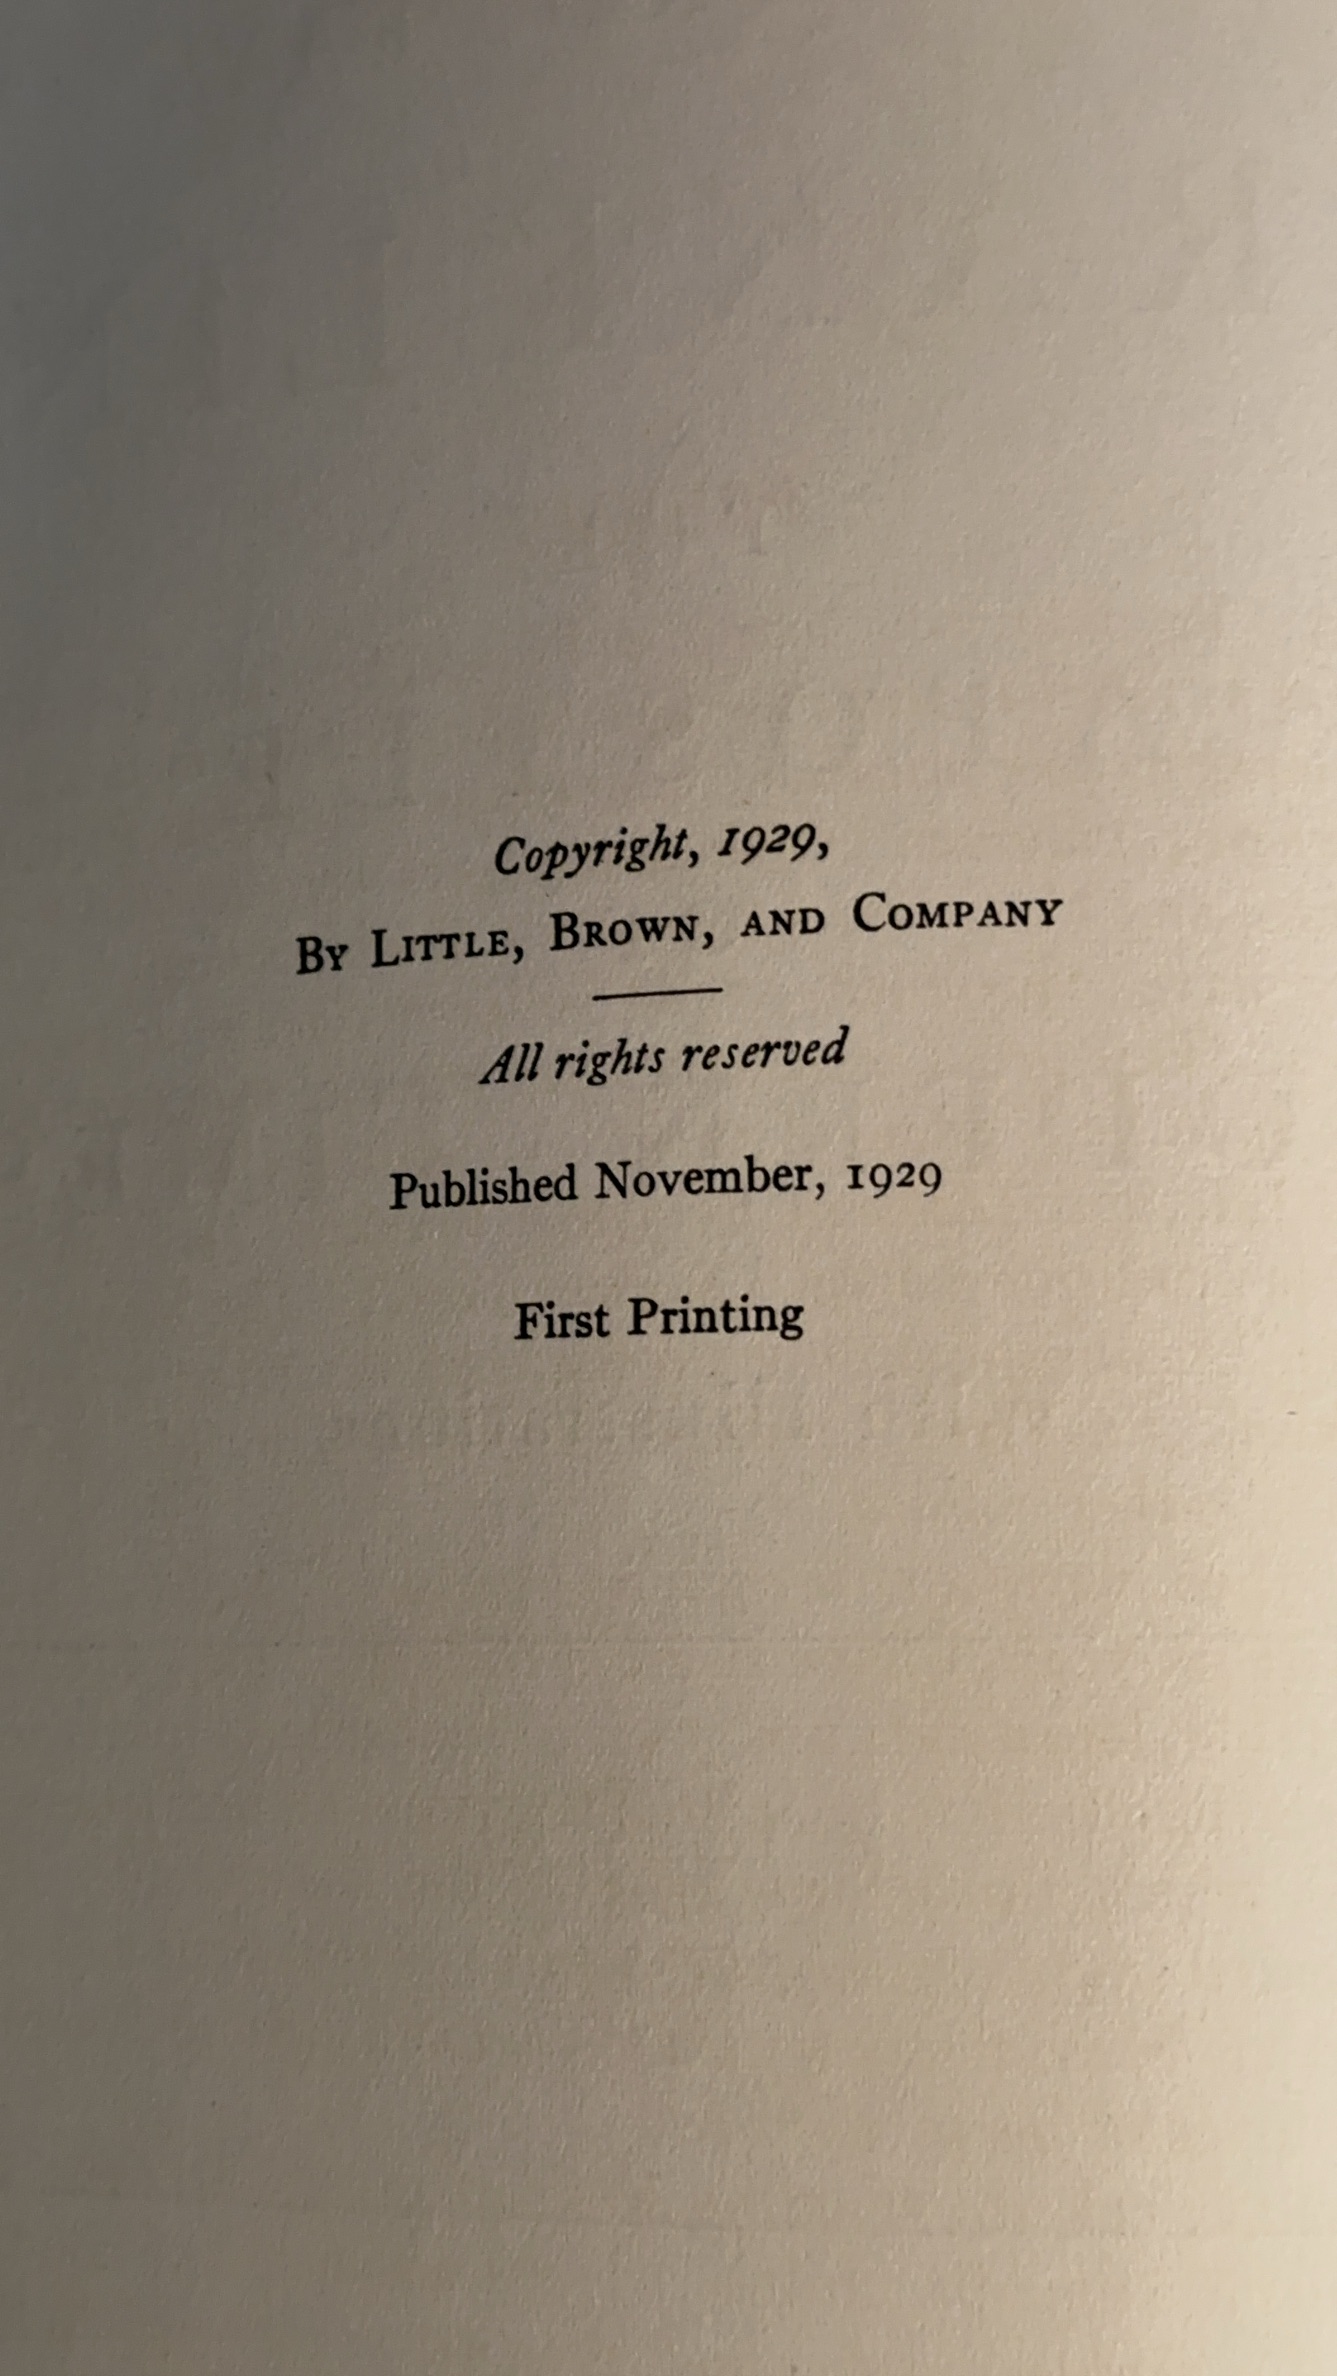 Copyright, 1929,
By Little, Brown, and Company
All rights reserved
Published November, 1929
First Printing